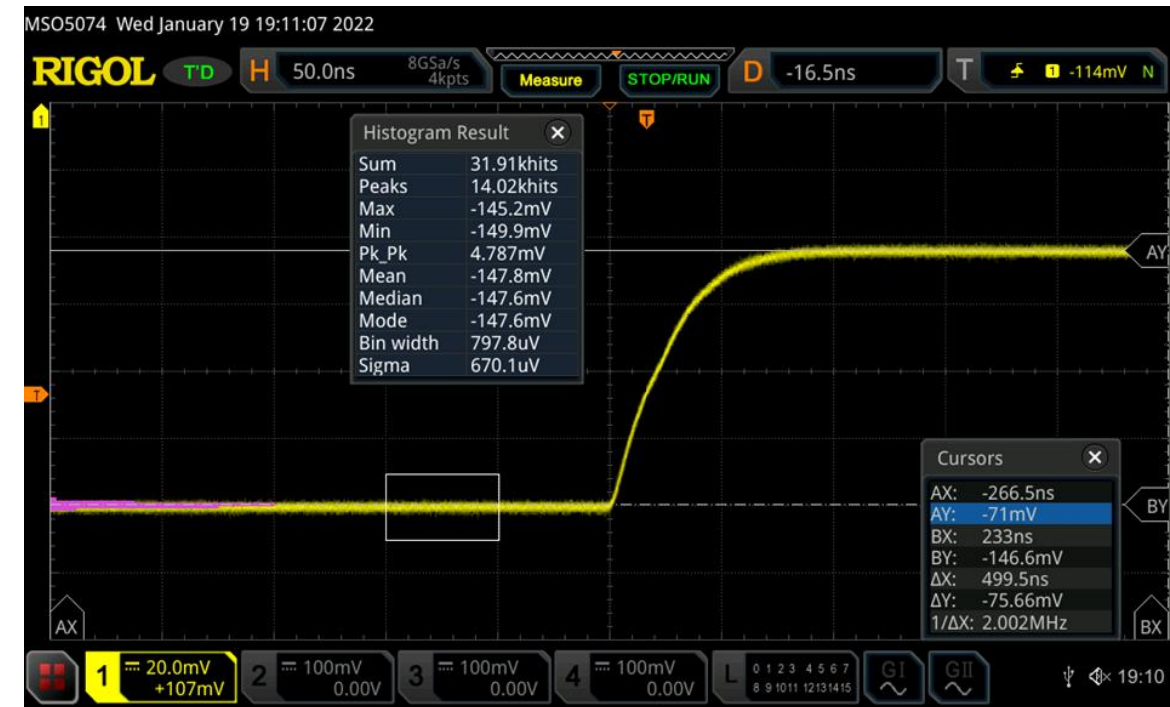 MSO5074 Wed January 19 19:11:07 2022
RIGOL T'D H 50.0ns 8GSa/s 4kpts Measure STOP/RUN D -16.5ns T 1 -114mV N
1
T
Histogram Result ×
Sum 31.91khits
Peaks 14.02khits
Max -145.2mV
Min -149.9mV
Pk_Pk 4.787mV
Mean -147.8mV
Median -147.6mV
Mode -147.6mV
Bin width 797.8uV
Sigma 670.1uV
AY
T
Cursors ×
AX: -266.5ns
AY: -71mV
BX: 233ns
BY: -146.6mV
ΔX: 499.5ns
ΔY: -75.66mV
1/ΔX: 2.002MHz
BY
AX
BX
1 20.0mV +107mV
2 100mV 0.00V
3 100mV 0.00V
4 100mV 0.00V
L 0 1 2 3 4 5 6 7
8 9 10 11 12 13 14 15
GI
GII
19:10